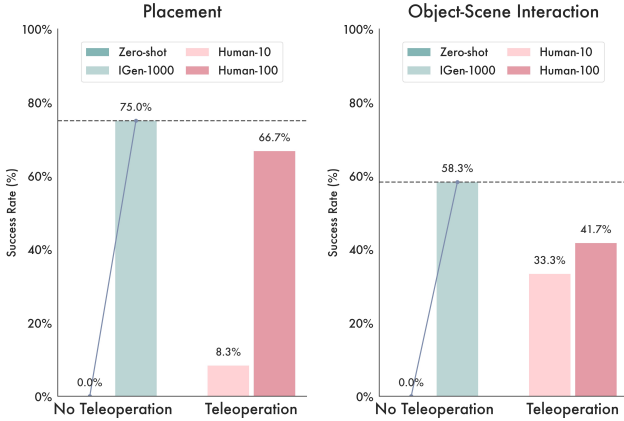 Placement
100%
80%
60%
40%
20%
0%
Success Rate (%)
Zero-shot
IGen-1000
Human-10
Human-100
75.0%
66.7%
8.3%
0.0%
No Teleoperation
Teleoperation
Object-Scene Interaction
100%
80%
60%
40%
20%
0%
Success Rate (%)
Zero-shot
IGen-1000
Human-10
Human-100
58.3%
41.7%
33.3%
0.0%
No Teleoperation
Teleoperation